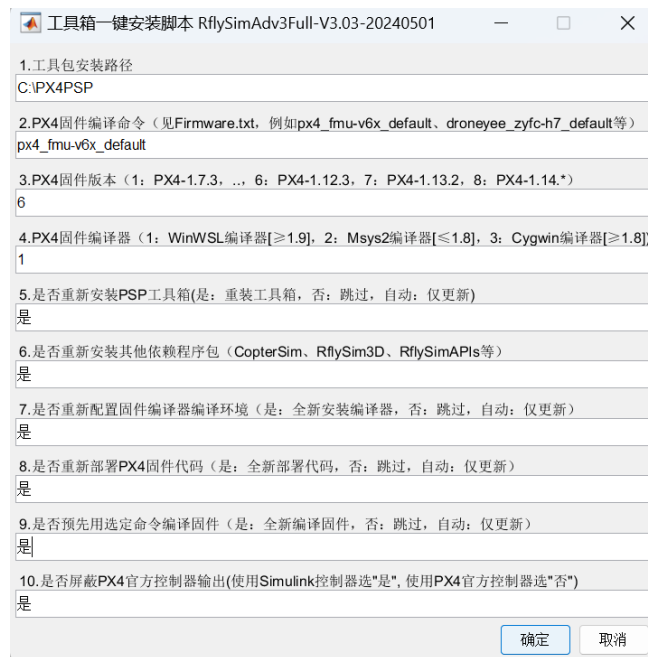 工具箱一键安装脚本 RflySimAdv3Full-V3.03-20240501
1.工具包安装路径
C:\PX4PSP
2.PX4固件编译命令（见Firmware.txt，例如px4_fmu-v6x_default、droneyee_zyfc-h7_default等）
px4_fmu-v6x_default
3.PX4固件版本（1：PX4-1.7.3，..，6：PX4-1.12.3，7：PX4-1.13.2，8：PX4-1.14.*）
6
4.PX4固件编译器（1：WinWSL编译器[≥1.9]，2：Msys2编译器[≤1.8]，3：Cygwin编译器[≥1.8]）
1
5.是否重新安装PSP工具箱(是：重装工具箱，否：跳过，自动：仅更新)
是
6.是否重新安装其他依赖程序包（CopterSim、RflySim3D、RflySimAPIs等）
是
7.是否重新配置固件编译器编译环境（是：全新安装编译器，否：跳过，自动：仅更新）
是
8.是否重新部署PX4固件代码（是：全新部署代码，否：跳过，自动：仅更新）
是
9.是否预先用选定命令编译固件（是：全新编译固件，否：跳过，自动：仅更新）
是
10.是否屏蔽PX4官方控制器输出(使用Simulink控制器选"是", 使用PX4官方控制器选"否")
是
确定 取消